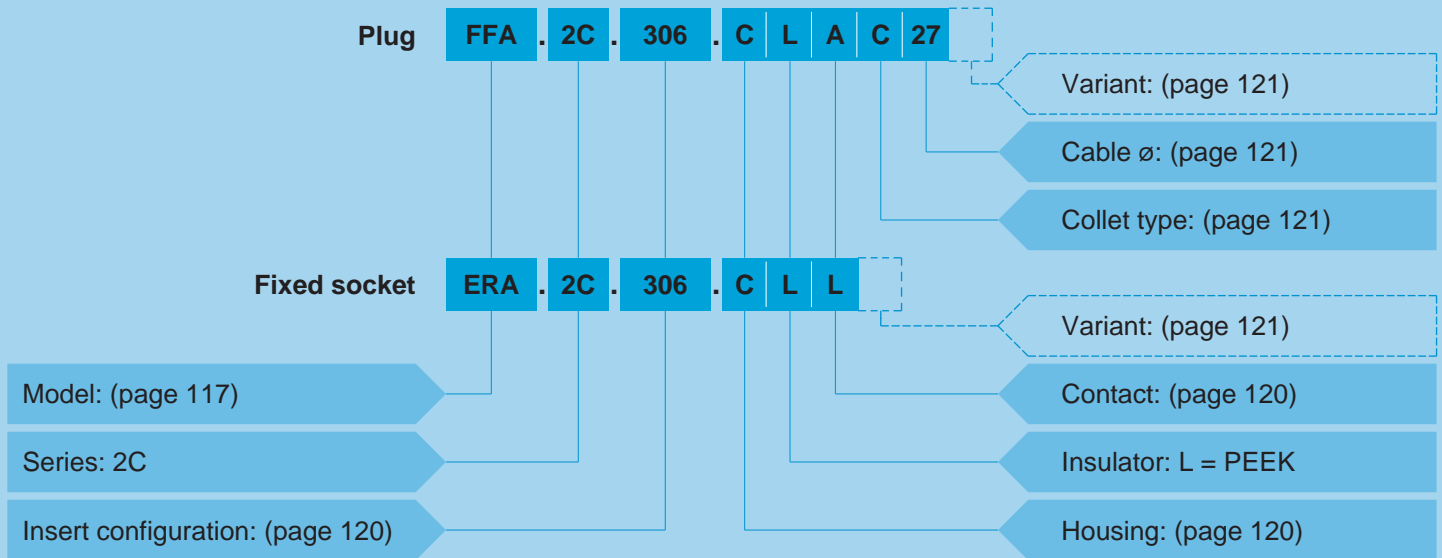 Plug FFA . 2C . 306 . C L A C 27
Variant: (page 121)
Cable ø: (page 121)
Collet type: (page 121)
Fixed socket ERA . 2C . 306 . C L L
Variant: (page 121)
Model: (page 117) Contact: (page 120)
Series: 2C Insulator: L = PEEK
Insert configuration: (page 120) Housing: (page 120)